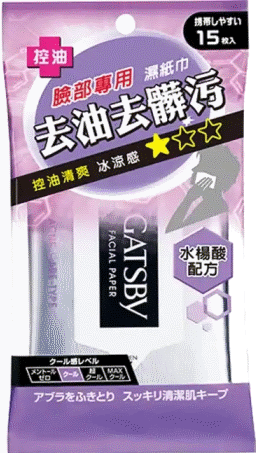 控油
携帯しやすい
15枚入
臉部專用 濕紙巾
去油去髒污
控油清爽 冰涼感 ★☆☆
水楊酸
配方
GATSBY
FACIAL PAPER
クール感レベル
メントール
ゼロ
クール
超
クール
MAX
クール
アブラをふきとり スッキリ清潔肌キープ